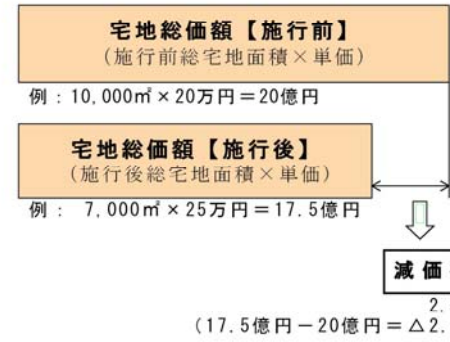 宅地総価額【施行前】
(施行前総宅地面積×単価)
例：10,000㎡×20万円＝20億円
宅地総価額【施行後】
(施行後総宅地面積×単価)
例： 7,000㎡×25万円＝17.5億円
減価
2.
(17.5億円－20億円＝△2.